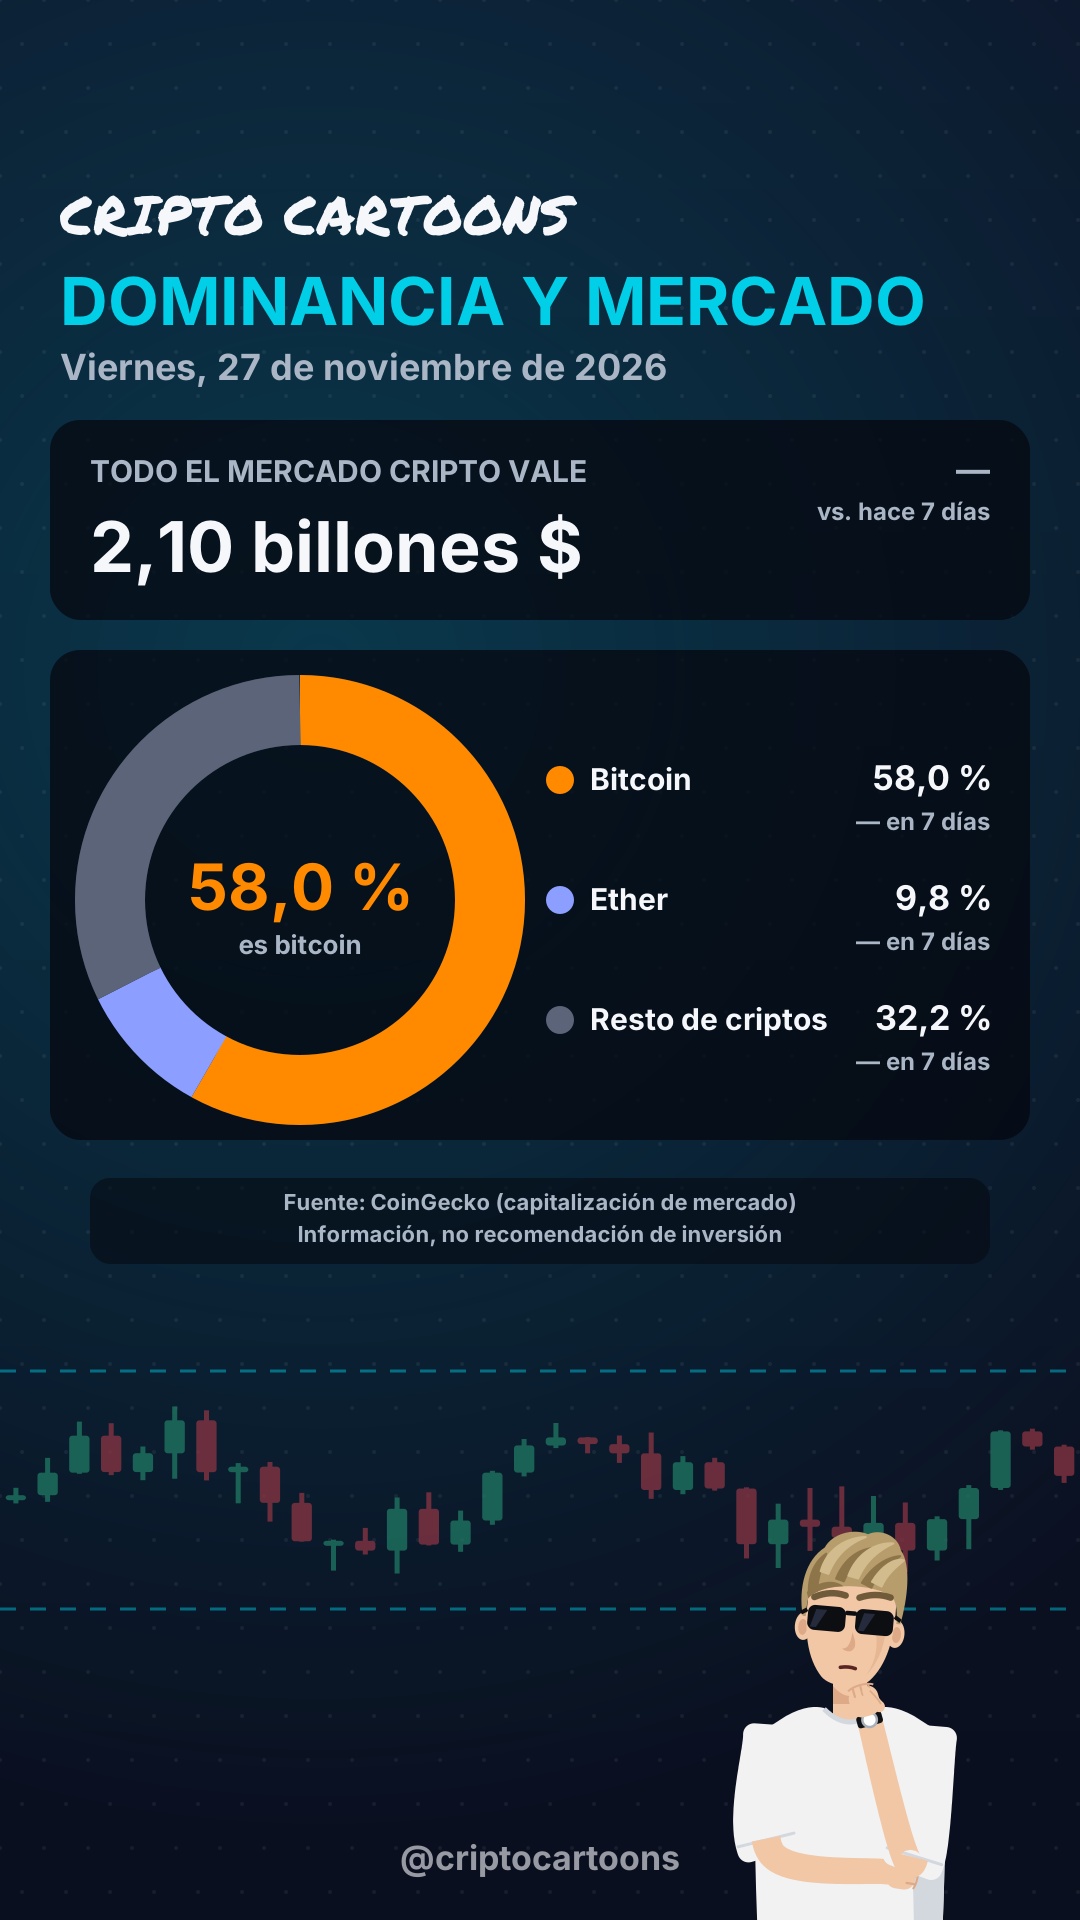 CRIPTO CARTOONS
DOMINANCIA Y MERCADO
Viernes, 27 de noviembre de 2026
TODO EL MERCADO CRIPTO VALE
—
vs. hace 7 días
2,10 billones $
58,0 %
es bitcoin
Bitcoin 58,0 %
— en 7 días
Ether 9,8 %
— en 7 días
Resto de criptos 32,2 %
— en 7 días
Fuente: CoinGecko (capitalización de mercado)
Información, no recomendación de inversión
@criptocartoons